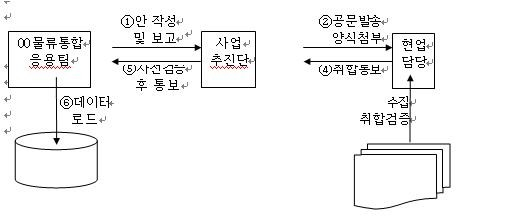 ①안 작성
및 보고
②공문발송
양식첨부
00물류통합
응용팀
사업
추진단
현업
담당
⑤사전검증
후 통보
④취합통보
⑥데이터
로드
수집
취합검증